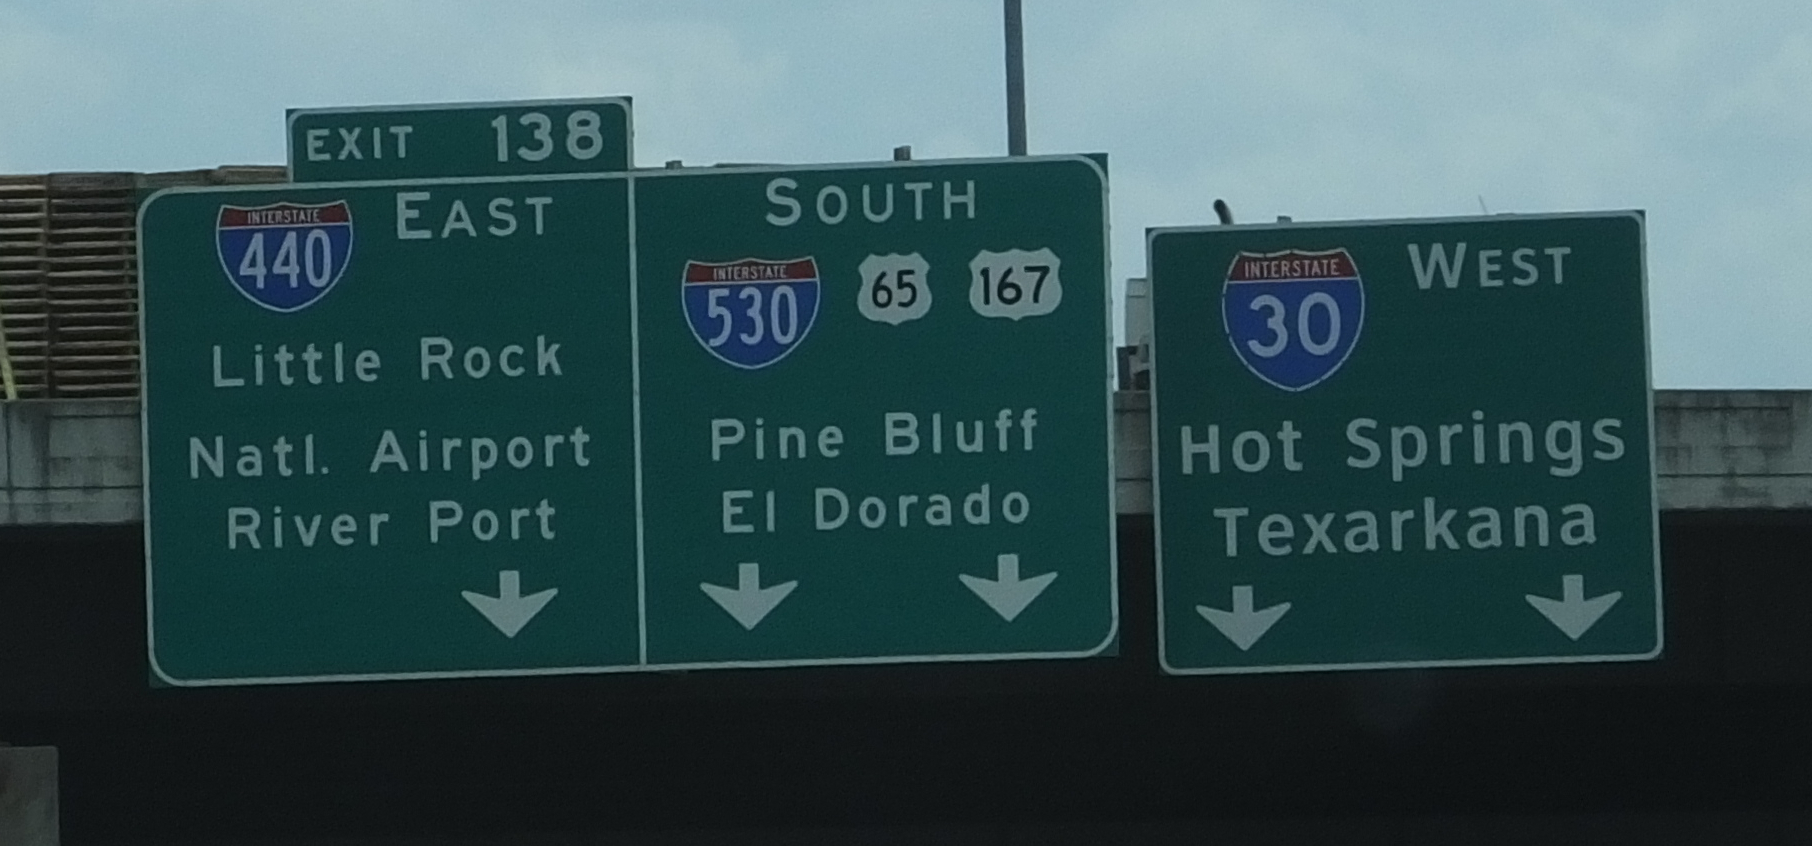 EXIT 138
INTERSTATE
440
EAST
Little Rock
Natl. Airport
River Port
SOUTH
INTERSTATE
530
65
167
Pine Bluff
El Dorado
INTERSTATE
30
WEST
Hot Springs
Texarkana